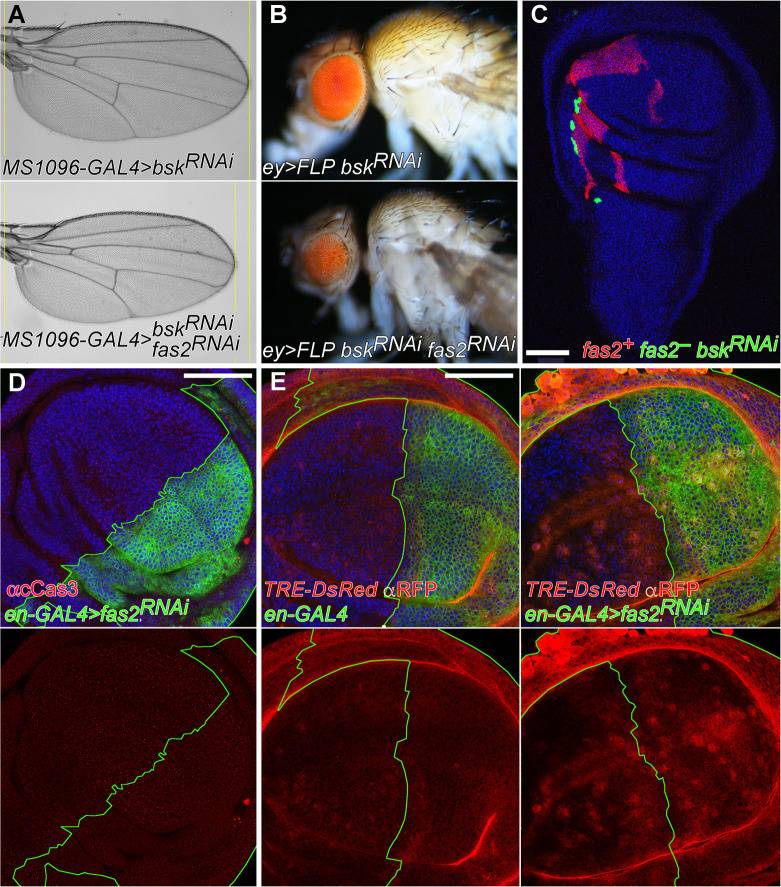 A
MS1096-GAL4>bskRNAi
MS1096-GAL4>bskRNAi
fas2RNAi
B
ey>FLP bskRNAi
ey>FLP bskRNAi fas2RNAi
C
fas2+ fas2– bskRNAi
D
αcCas3
en-GAL4>fas2RNAi
E
TRE-DsRed αRFP
en-GAL4
TRE-DsRed αRFP
en-GAL4>fas2RNAi